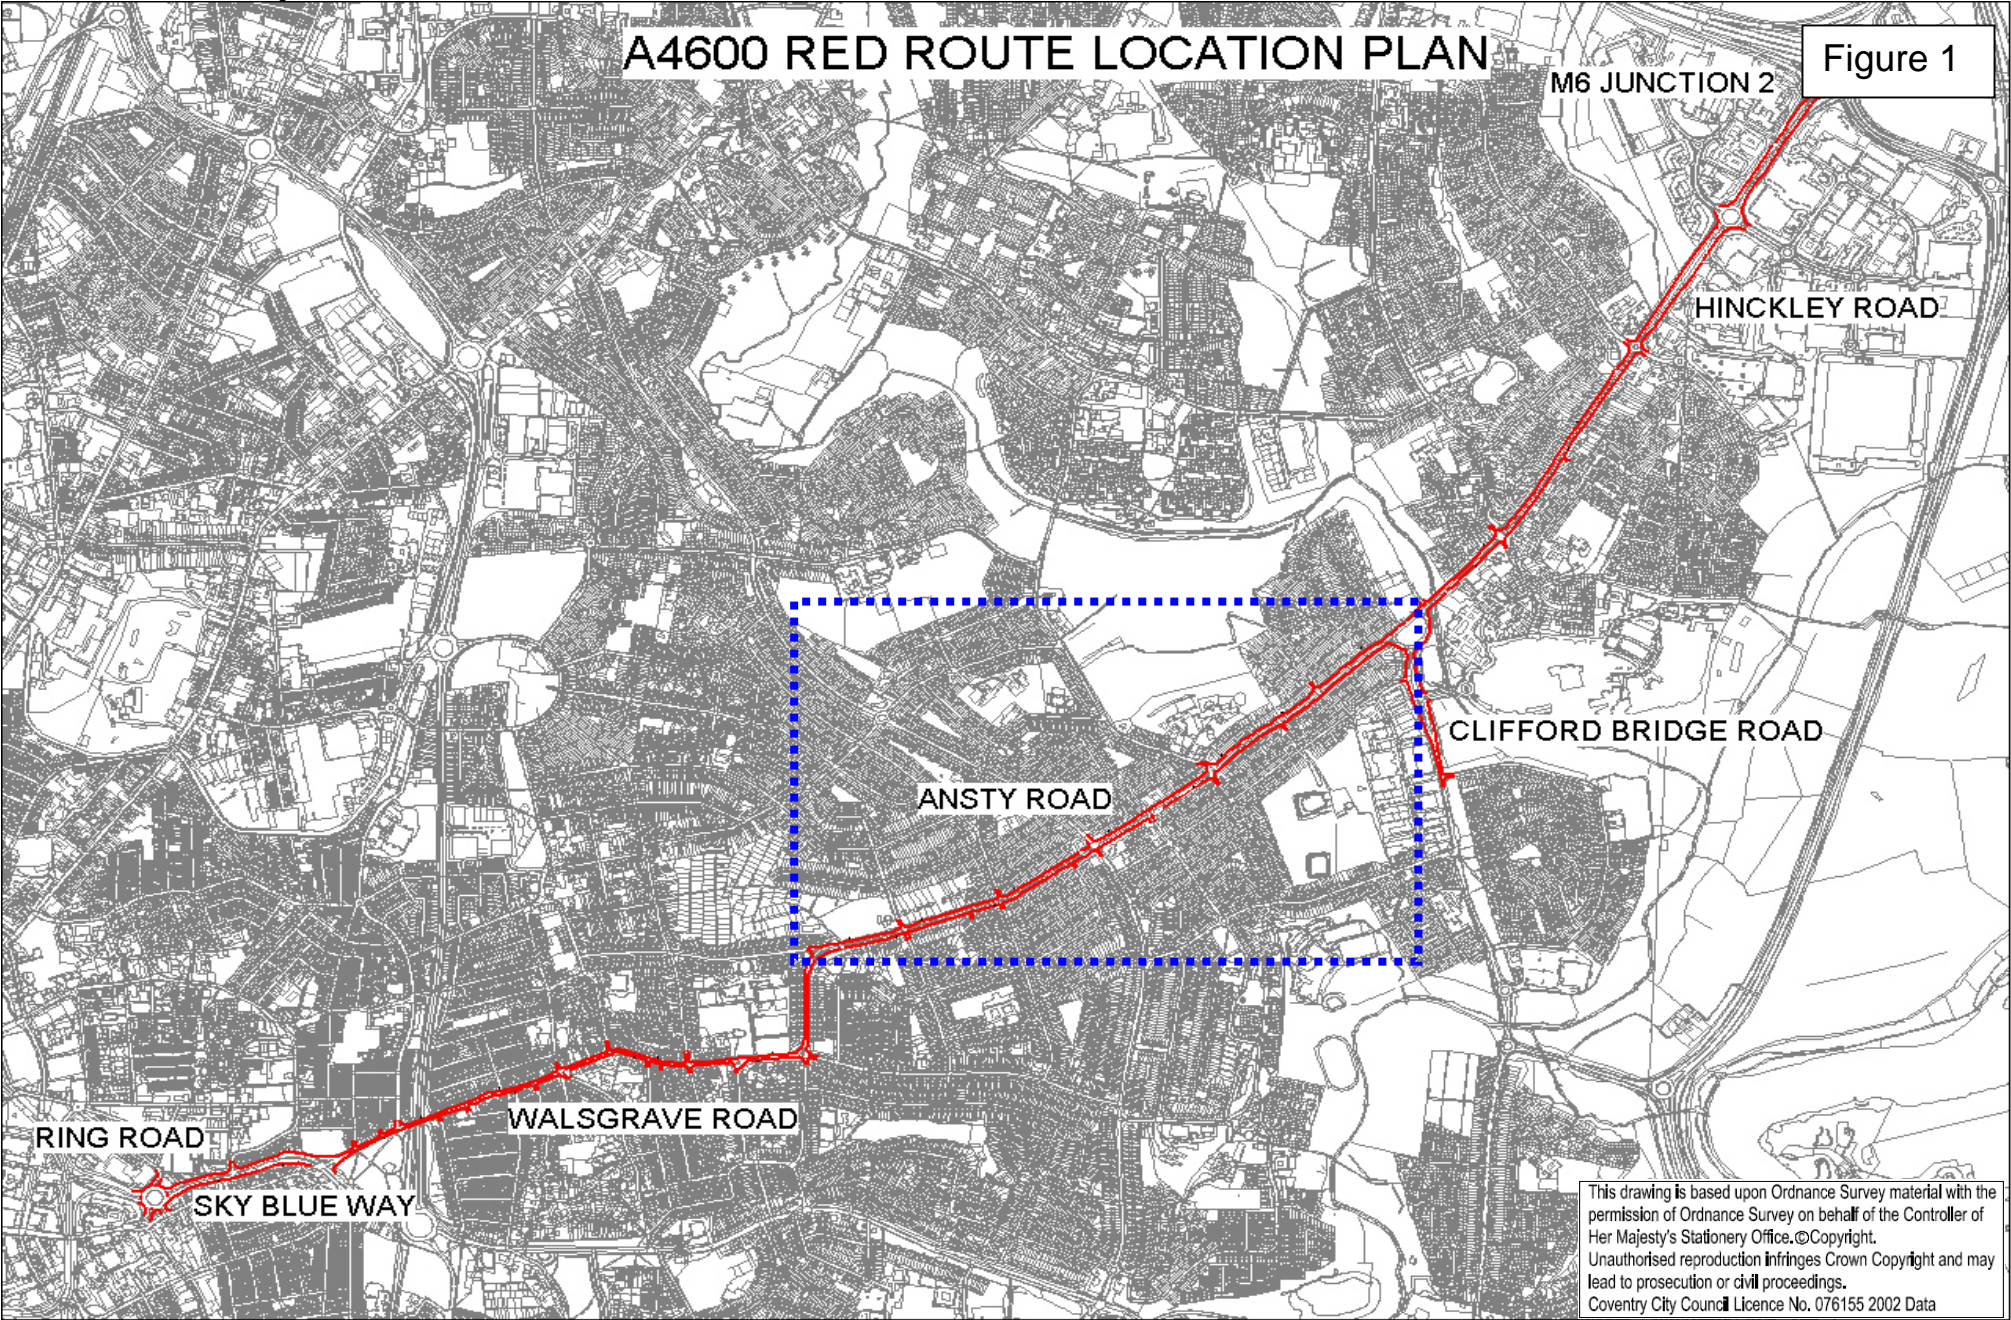 A4600 RED ROUTE LOCATION PLAN
Figure 1
M6 JUNCTION 2
HINCKLEY ROAD
CLIFFORD BRIDGE ROAD
ANSTY ROAD
WALSGRAVE ROAD
RING ROAD
SKY BLUE WAY
This drawing is based upon Ordnance Survey material with the
permission of Ordnance Survey on behalf of the Controller of
Her Majesty's Stationery Office.©Copyright.
Unauthorised reproduction infringes Crown Copyright and may
lead to prosecution or civil proceedings.
Coventry City Council Licence No. 076155 2002 Data